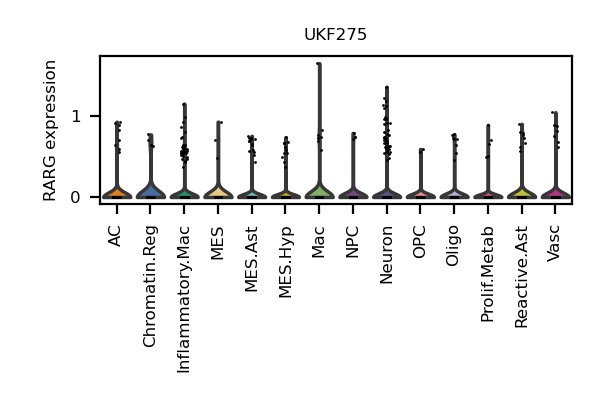 UKF275
RARG expression
1
0
AC
Chromatin.Reg
Inflammatory.Mac
MES
MES.Ast
MES.Hyp
Mac
NPC
Neuron
OPC
Oligo
Prolif.Metab
Reactive.Ast
Vasc